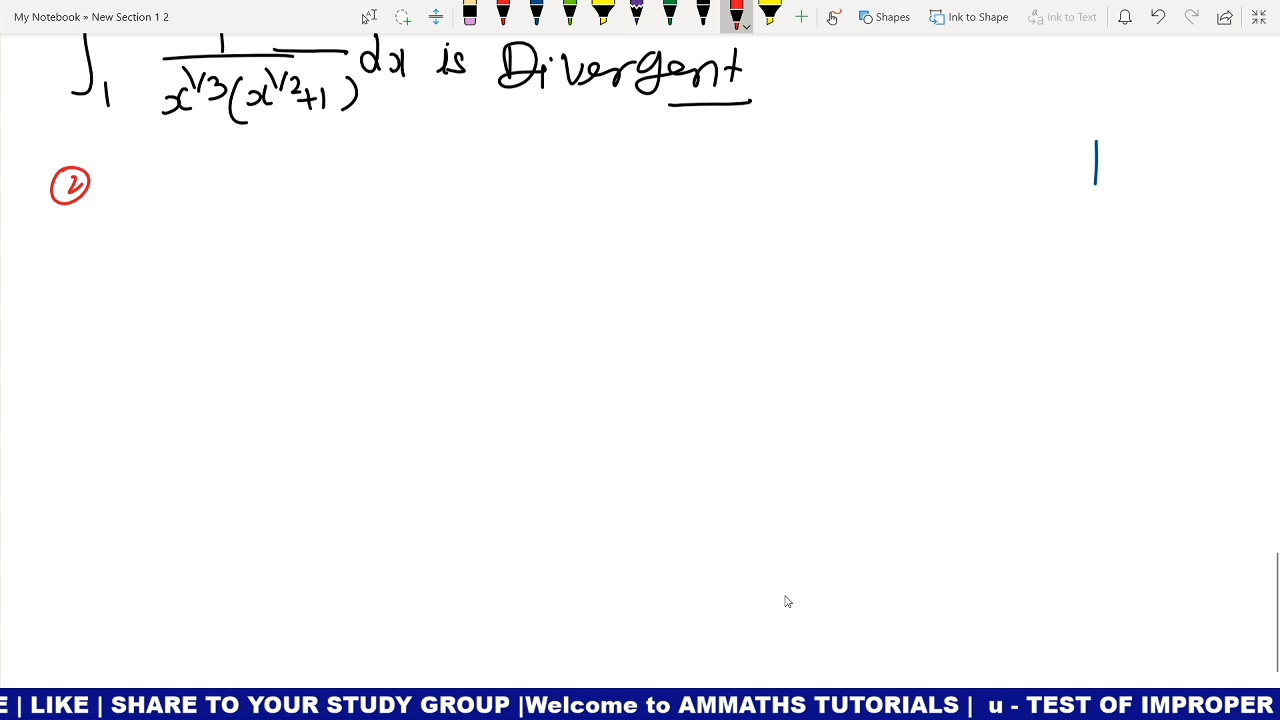 My Notebook » New Section 1 2
Shapes
Ink to Shape
Ink to Text
∫₁ 1/(x^1/3(x^1/2+1)) dx is Divergent
②
E | LIKE | SHARE TO YOUR STUDY GROUP |Welcome to AMMATHS TUTORIALS | u - TEST OF IMPROPER